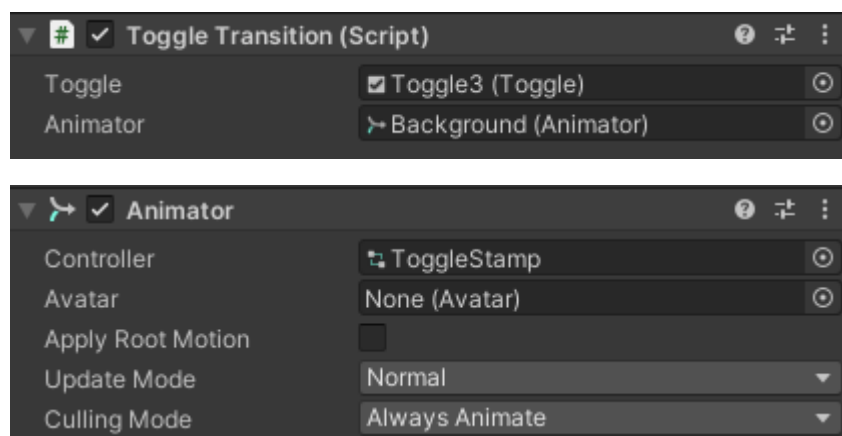 # Toggle Transition (Script)
Toggle Toggle3 (Toggle)
Animator Background (Animator)
Animator
Controller ToggleStamp
Avatar None (Avatar)
Apply Root Motion
Update Mode Normal
Culling Mode Always Animate